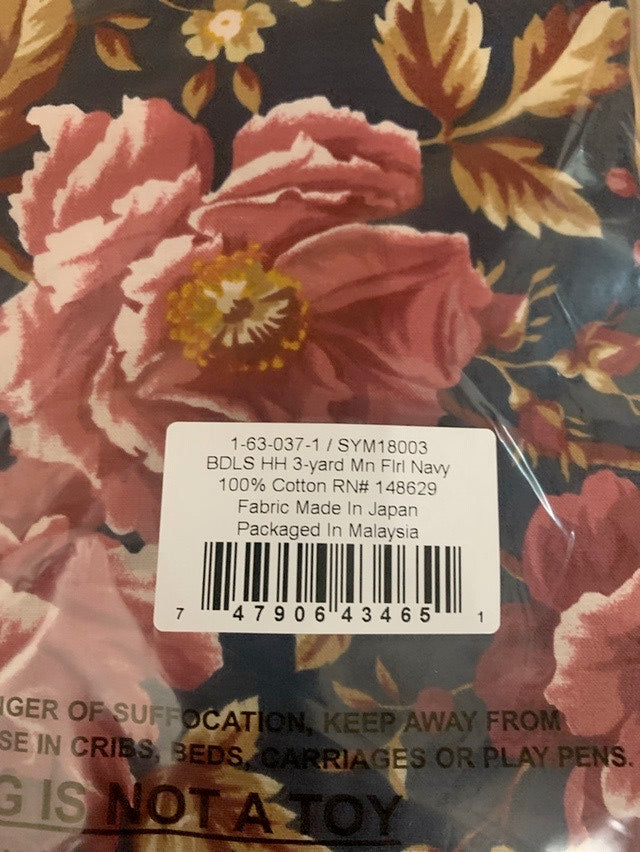 1-63-037-1 / SYM18003
BDLS HH 3-yard Mn Flrl Navy
100% Cotton RN# 148629
Fabric Made In Japan
Packaged In Malaysia
7 47906 43465 1
GER OF SUFFOCATION, KEEP AWAY FROM
SE IN CRIBS, BEDS, CARRIAGES OR PLAY PENS.
G IS NOT A TOY